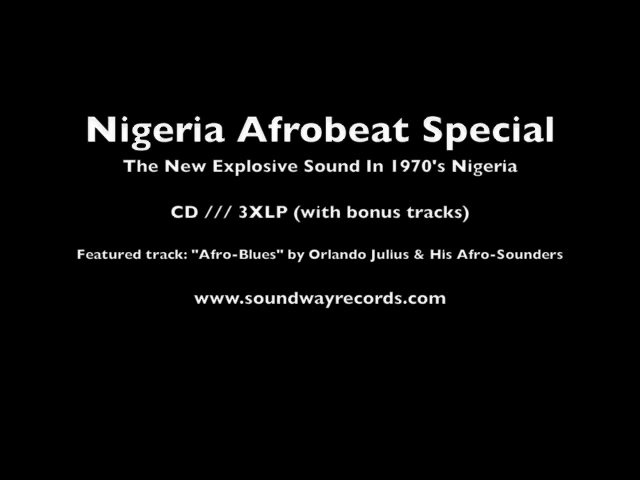 Nigeria Afrobeat Special
The New Explosive Sound In 1970's Nigeria
CD /// 3XLP (with bonus tracks)
Featured track: "Afro-Blues" by Orlando Julius & His Afro-Sounders
www.soundwayrecords.com